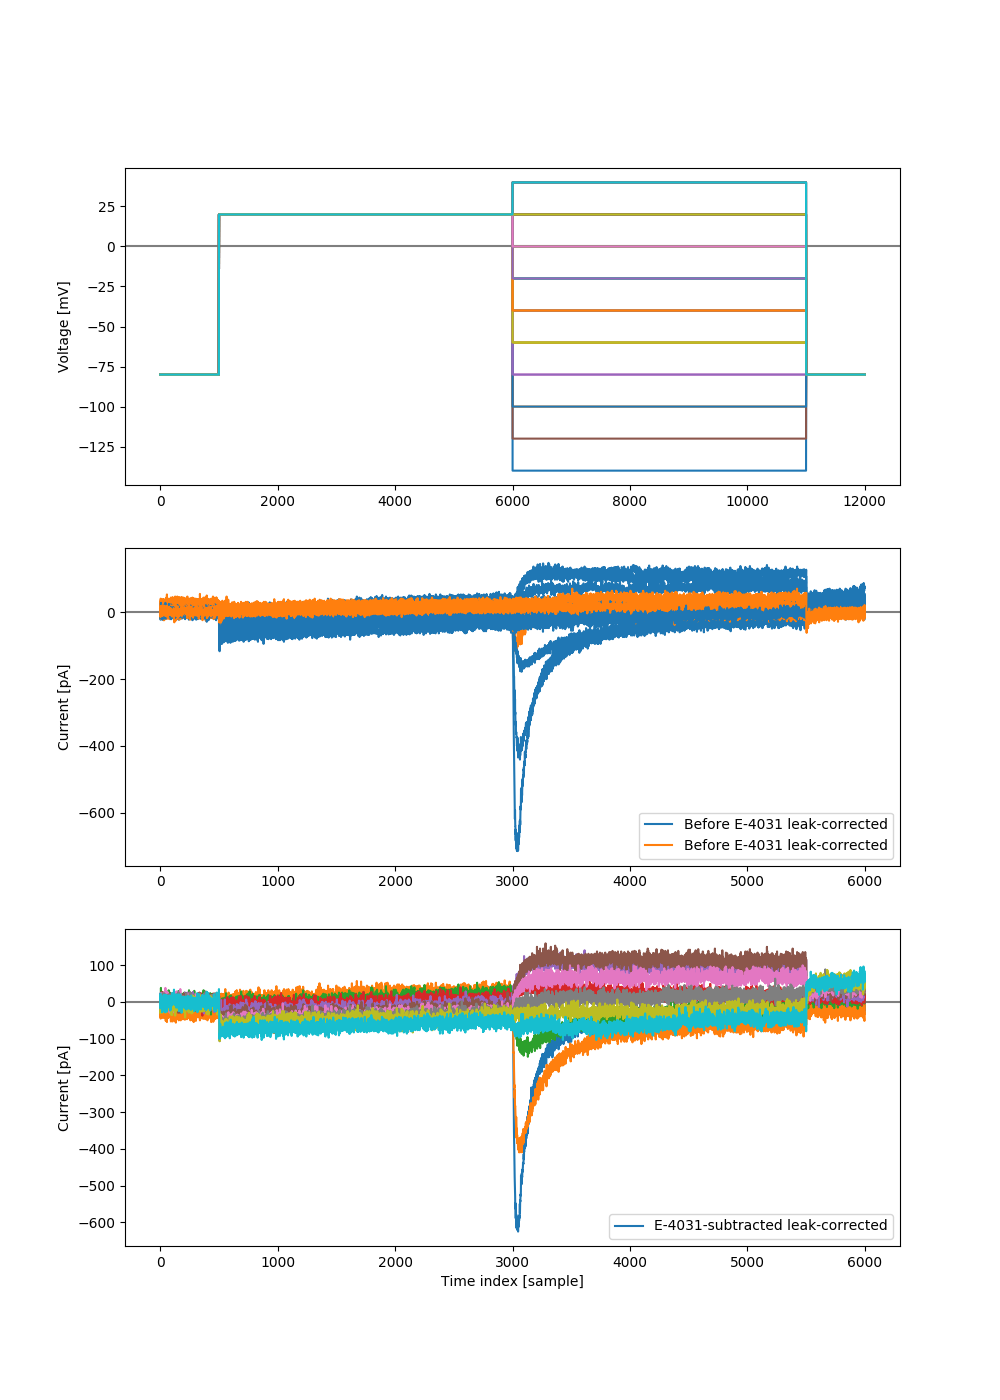 25
0
−25
−50
−75
−100
−125
Voltage [mV]
0 2000 4000 6000 8000 10000 12000
0
−200
−400
−600
Current [pA]
Before E-4031 leak-corrected
Before E-4031 leak-corrected
0 1000 2000 3000 4000 5000 6000
100
0
−100
−200
−300
−400
−500
−600
Current [pA]
E-4031-subtracted leak-corrected
0 1000 2000 3000 4000 5000 6000
Time index [sample]